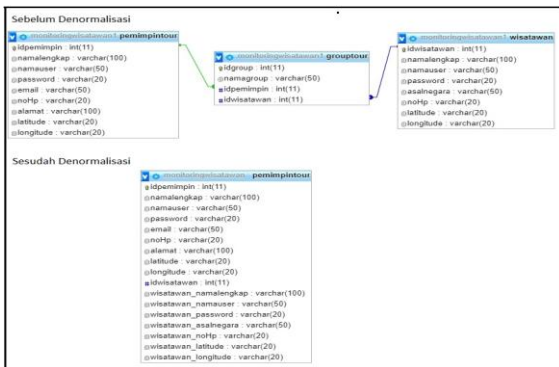 Sebelum Denormalisasi
monitoringwisatawan1 pemimpintour
idpemimpin : int(11)
namalengkap : varchar(100)
namauser : varchar(50)
password : varchar(20)
email : varchar(50)
noHp : varchar(20)
alamat : varchar(100)
latitude : varchar(20)
longitude : varchar(20)
monitoringwisatawan1 grouptour
idgroup : int(11)
namagroup : varchar(50)
idpemimpin : int(11)
idwisatawan : int(11)
monitoringwisatawan1 wisatawan
idwisatawan : int(11)
namalengkap : varchar(100)
namauser : varchar(50)
password : varchar(20)
asalnegara : varchar(50)
noHp : varchar(20)
latitude : varchar(20)
longitude : varchar(20)
Sesudah Denormalisasi
monitoringwisatawan pemimpintour
idpemimpin : int(11)
namalengkap : varchar(100)
namauser : varchar(50)
password : varchar(20)
email : varchar(50)
noHp : varchar(20)
alamat : varchar(100)
latitude : varchar(20)
longitude : varchar(20)
idwisatawan : int(11)
wisatawan_namalengkap : varchar(100)
wisatawan_namauser : varchar(50)
wisatawan_password : varchar(20)
wisatawan_asalnegara : varchar(50)
wisatawan_noHp : varchar(20)
wisatawan_latitude : varchar(20)
wisatawan_longitude : varchar(20)